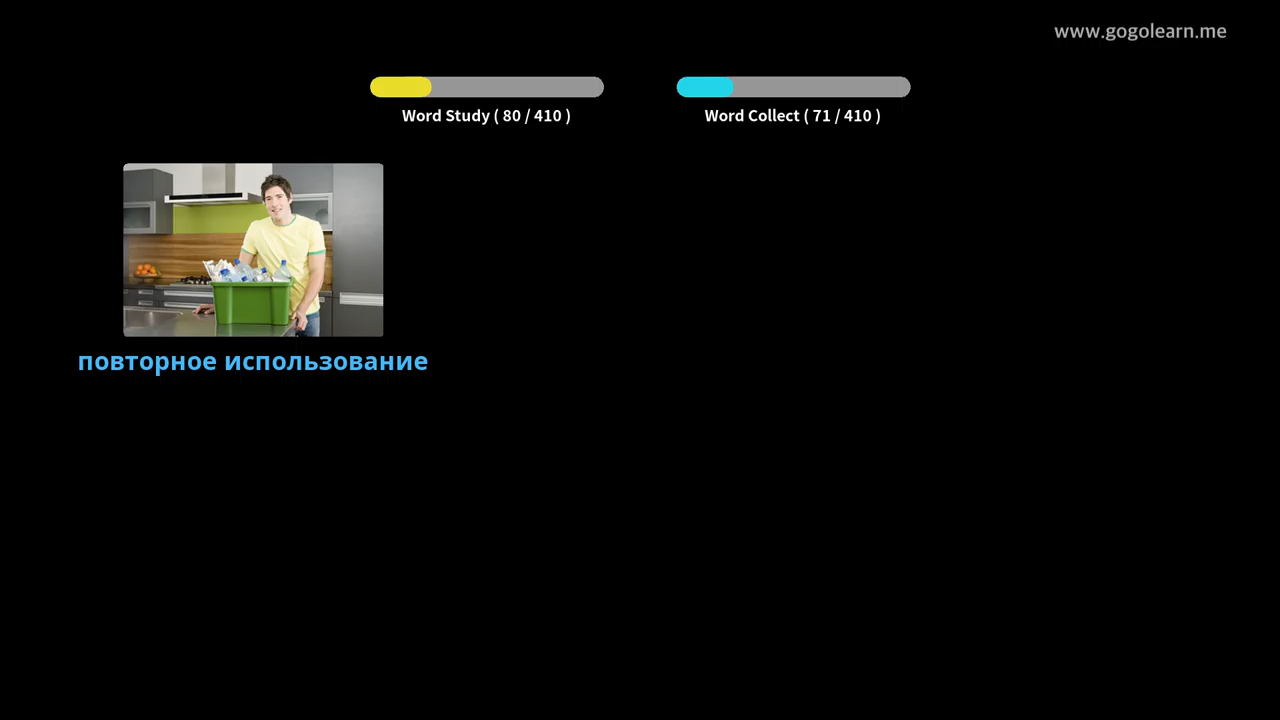 www.gogolearn.me
Word Study ( 80 / 410 )
Word Collect ( 71 / 410 )
повторное использование